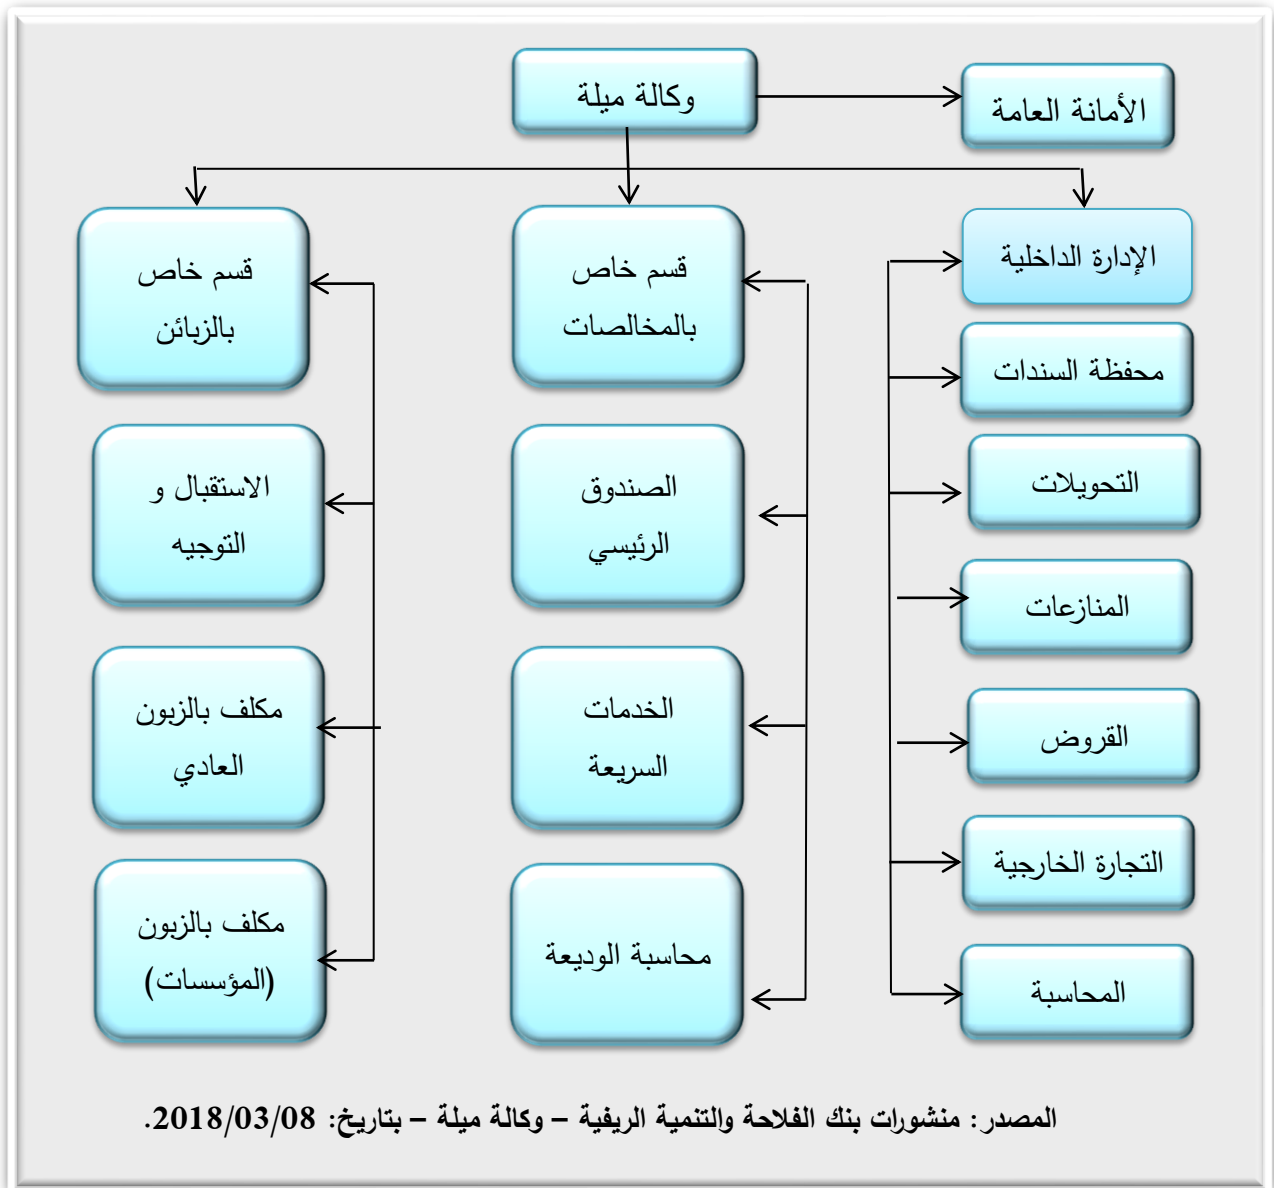 وكالة ميلة
الأمانة العامة
الإدارة الداخلية
محفظة السندات
التحويلات
المنازعات
القروض
التجارة الخارجية
المحاسبة
قسم خاص
بالمخالصات
الصندوق
الرئيسي
الخدمات
السريعة
محاسبة الوديعة
قسم خاص
بالزبائن
الاستقبال و
التوجيه
مكلف بالزبون
العادي
مكلف بالزبون
(المؤسسات)
المصدر: منشورات بنك الفلاحة والتنمية الريفية – وكالة ميلة – بتاريخ: 2018/03/08.